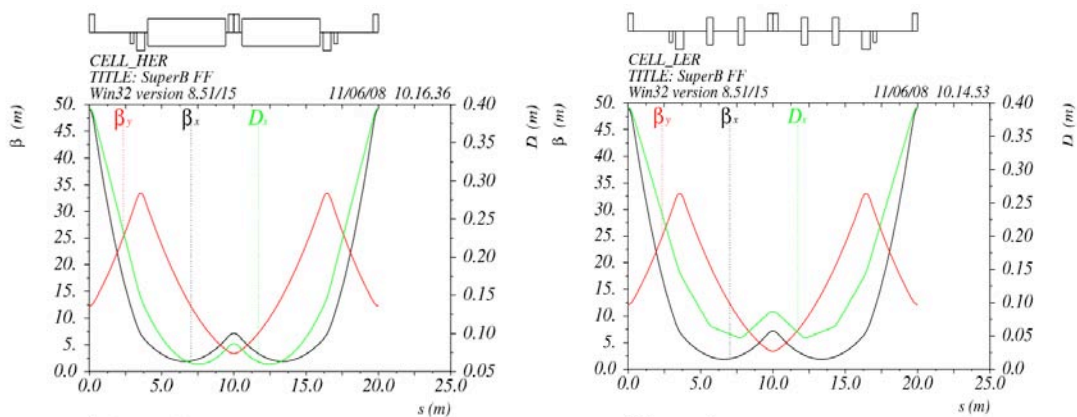 CELL_HER
TITLE: SuperB FF
Win32 version 8.51/15 11/06/08 10.16.36
50. 45. 40. 35. 30. 25. 20. 15. 10. 5. 0.0
β (m)
βy βx Dx
0.40 0.35 0.30 0.25 0.20 0.15 0.10 0.05
D (m)
0.0 5.0 10.0 15.0 20.0 25.0
s (m)
CELL_LER
TITLE: SuperB FF
Win32 version 8.51/15 11/06/08 10.14.53
50. 45. 40. 35. 30. 25. 20. 15. 10. 5. 0.0
β (m)
βy βx Dx
0.40 0.35 0.30 0.25 0.20 0.15 0.10 0.05 0.0
D (m)
0.0 5.0 10.0 15.0 20.0 25.0
s (m)